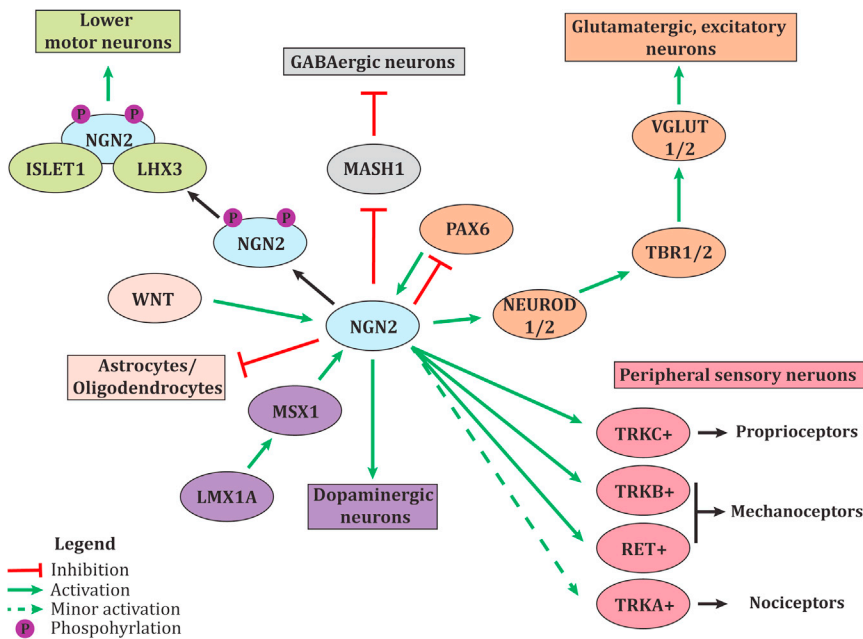 Lower
motor neurons
GABAergic neurons
Glutamatergic, excitatory
neurons
P
P
NGN2
ISLET1
LHX3
MASH1
VGLUT
1/2
P
P
NGN2
PAX6
TBR1/2
WNT
NGN2
NEUROD
1/2
Astrocytes/
Oligodendrocytes
Peripheral sensory neruons
MSX1
TRKC+
Proprioceptors
LMX1A
Dopaminergic
neurons
TRKB+
Mechanoceptors
RET+
TRKA+
Nociceptors
Legend
Inhibition
Activation
Minor activation
P
Phospohyrlation